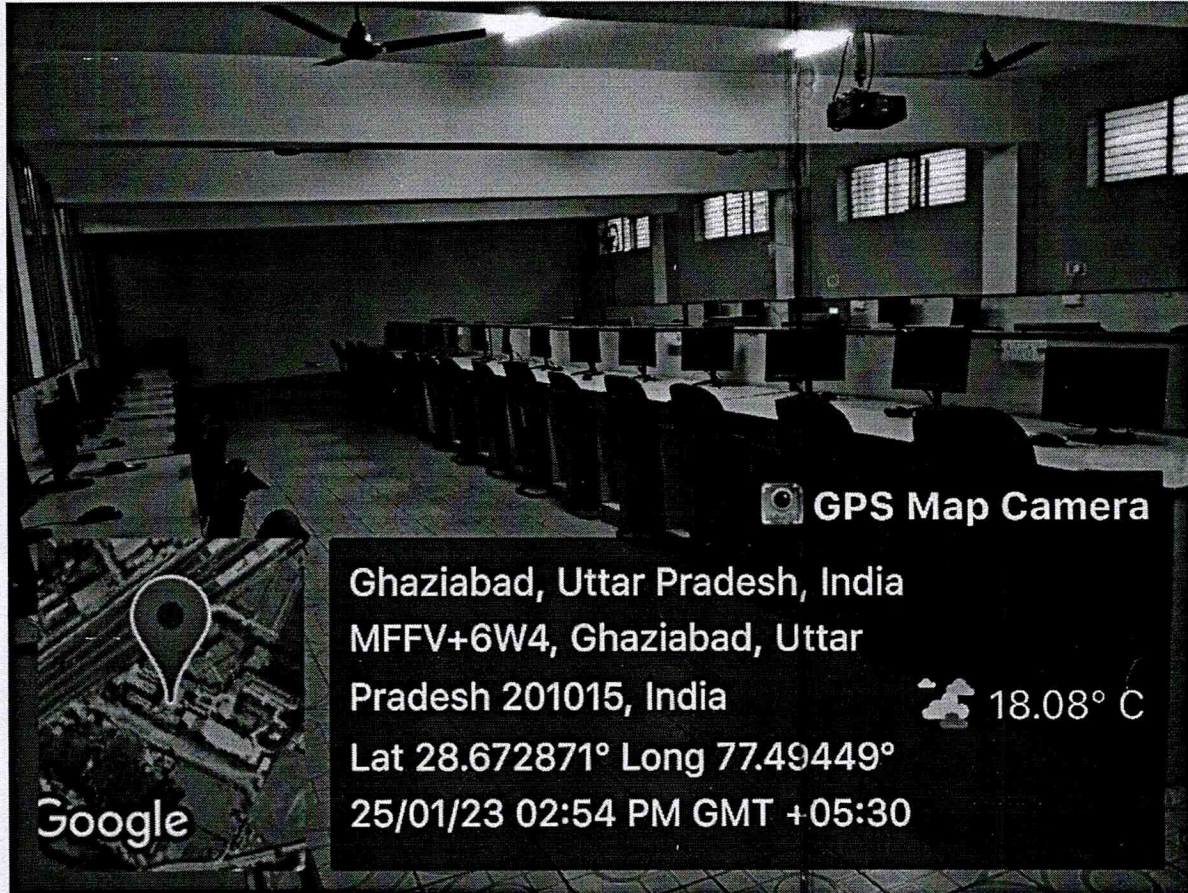 GPS Map Camera
Ghaziabad, Uttar Pradesh, India
MFFV+6W4, Ghaziabad, Uttar
Pradesh 201015, India
18.08° C
Lat 28.672871° Long 77.49449°
25/01/23 02:54 PM GMT +05:30
Google